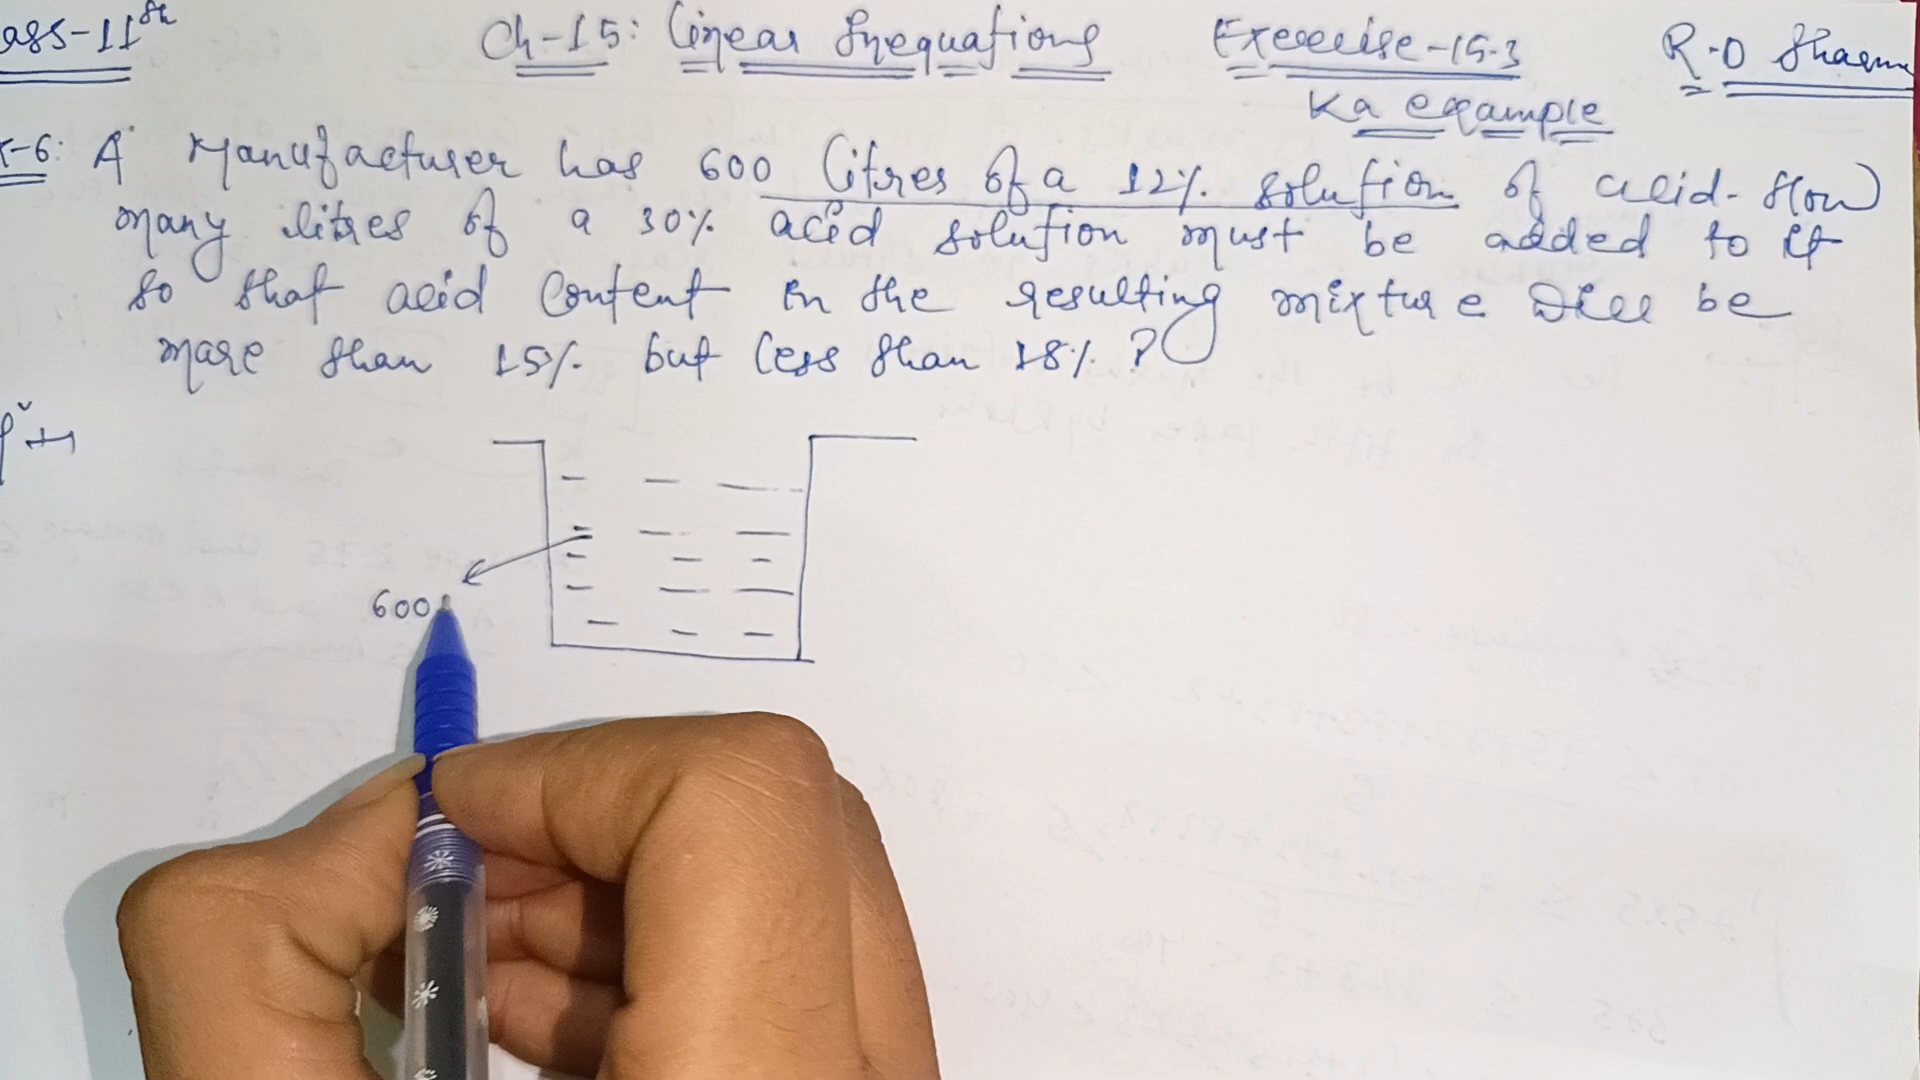 ass-11th Ch-15: Linear Inequations Exercise-15.3 R.D Sharma
Ka example
-6: A Manufacturer has 600 litres of a 12% solution of acid. How
many litres of a 30% acid solution must be added to it
so that acid content in the resulting mixture will be
more than 15% but less than 18% ?
600